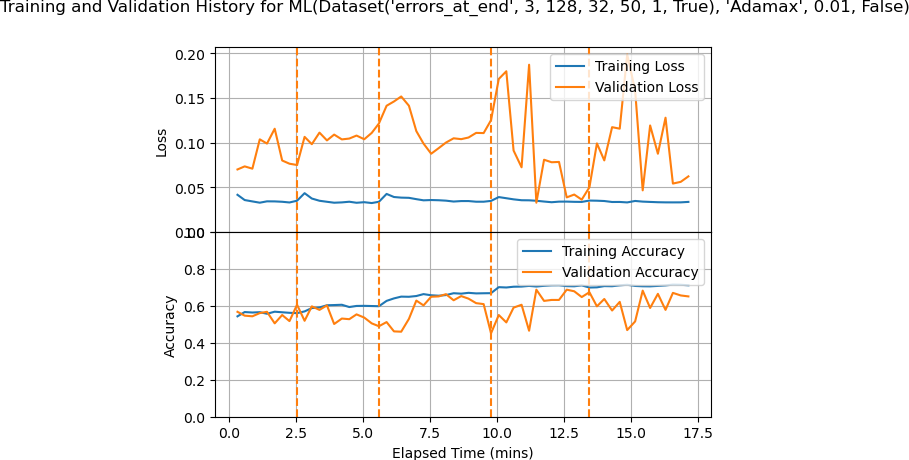 Training and Validation History for ML(Dataset('errors_at_end', 3, 128, 32, 50, 1, True), 'Adamax', 0.01, False)
0.20
0.15
0.10
0.05
0.00
Loss
Training Loss
Validation Loss
1.0
0.8
0.6
0.4
0.2
0.0
Accuracy
Training Accuracy
Validation Accuracy
0.0 2.5 5.0 7.5 10.0 12.5 15.0 17.5
Elapsed Time (mins)